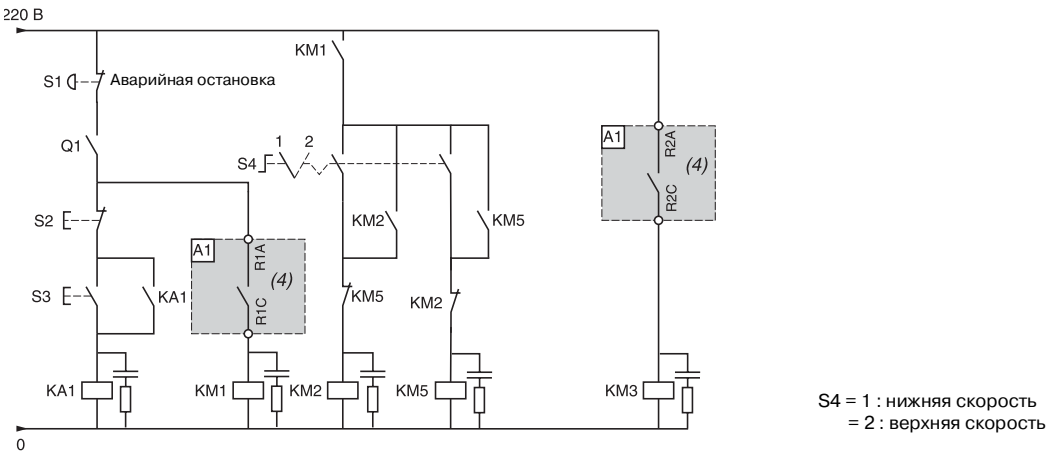 220 В
KM1
S1
Аварийная остановка
Q1
1 2
S4
A1
R2A
(4)
R2C
S2
KM2
KM5
A1
R1A
(4)
R1C
S3
KA1
KM5
KM2
KA1
KM1
KM2
KM5
KM3
S4 = 1 : нижняя скорость
= 2 : верхняя скорость
0